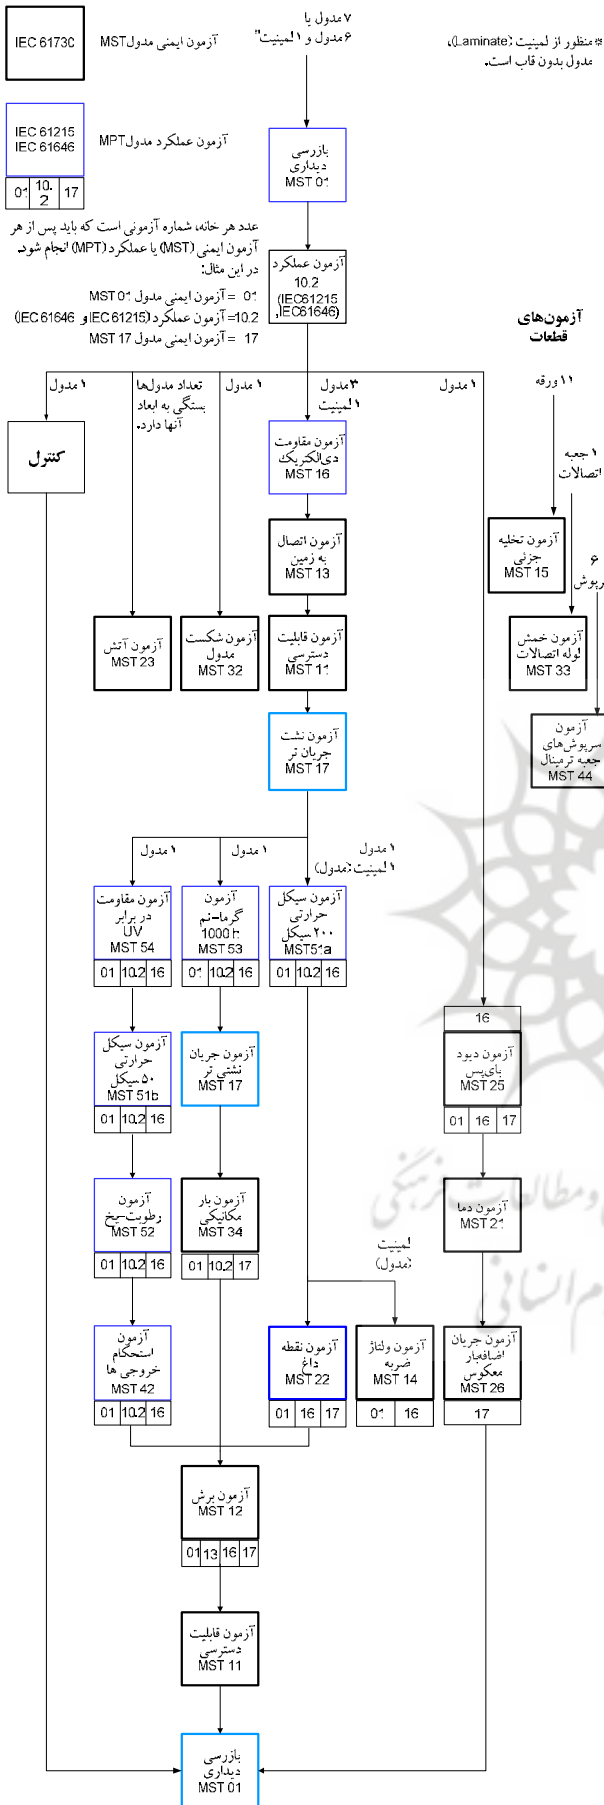 IEC 61730
آزمون ایمنی مدول MST
۷ مدول یا
۶ مدول و ۱ لمینیت*
* منظور از لمینیت (Laminate)،
مدول بدون قاب است.
IEC 61215
IEC 61646
آزمون عملکرد مدول MPT
01 10.2 17
بازرسی
دیداری
MST 01
عدد هر خانه، شماره آزمونی است که باید پس از هر
آزمون ایمنی (MST) یا عملکرد (MPT) انجام شود.
در این مثال:
01 = آزمون ایمنی مدول MST 01
10.2= آزمون عملکرد (IEC61215 و IEC 61646)
17 = آزمون ایمنی مدول MST 17
آزمون عملکرد
10.2
(IEC61215
,IEC61646)
آزمون‌های
قطعات
۱ مدول
تعداد مدول‌ها
بستگی به ابعاد
آنها دارد.
۱ مدول
۳ مدول
۱ لمینیت
۱ مدول
۱۱ ورقه
۱ جعبه
اتصالات
۶
سرپوش
کنترل
آزمون مقاومت
دی‌الکتریک
MST 16
آزمون اتصال
به زمین
MST 13
آزمون تخلیه
جزئی
MST 15
آزمون آتش
MST 23
آزمون شکست
مدول
MST 32
آزمون قابلیت
دسترسی
MST 11
آزمون خمش
لوله اتصالات
MST 33
آزمون نشت
جریان تر
MST 17
آزمون
سرپوش‌های
جعبه ترمینال
MST 44
۱ مدول
۱ مدول
۱ مدول
۱ لمینیت (مدول)
آزمون مقاومت
در برابر
UV
MST 54
01 10.2 16
آزمون
گرما-نم
1000 h
MST 53
01 10.2 16
آزمون سیکل
حرارتی
۲۰۰ سیکل
MST51a
01 10.2 16
آزمون سیکل
حرارتی
۵۰ سیکل
MST 51b
01 10.2 16
آزمون جریان
نشتی تر
MST 17
16
آزمون دیود
بای‌پس
MST 25
01 16 17
آزمون
رطوبت-یخ
MST 52
01 10.2 16
آزمون بار
مکانیکی
MST 34
01 10.2 17
آزمون دما
MST 21
لمینیت
(مدول)
و مطالعات فرهنگی
م انسانی
آزمون
استحکام
خروجی ها
MST 42
01 10.2 16
آزمون نقطه
داغ
MST 22
01 16 17
آزمون ولتاژ
ضربه
MST 14
01 16
آزمون جریان
اضافه‌بار
معکوس
MST 26
17
آزمون برش
MST 12
01 13 16 17
آزمون قابلیت
دسترسی
MST 11
بازرسی
دیداری
MST 01